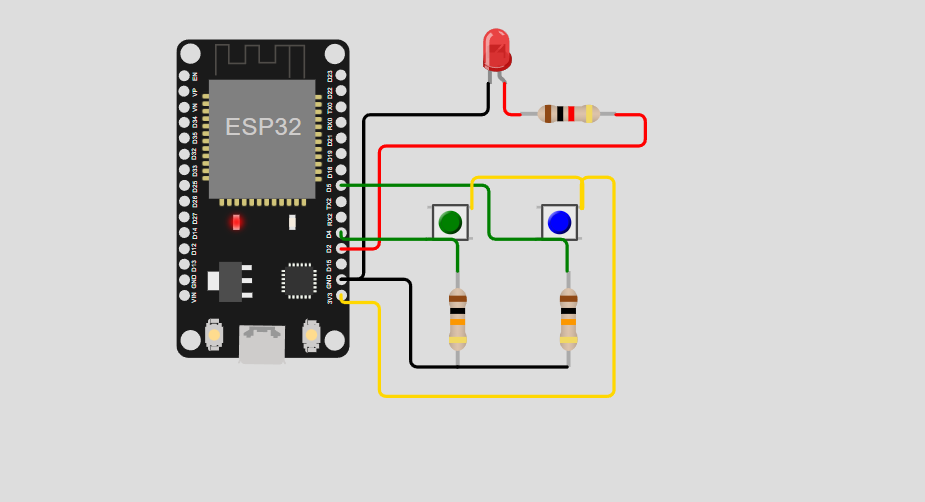 ESP32
EN
VP
VN
D34
D35
D32
D33
D25
D26
D27
D14
D12
D13
GND
VIN
D23
D22
TX0
RX0
D21
D19
D18
D5
TX2
RX2
D4
D2
D15
GND
3V3